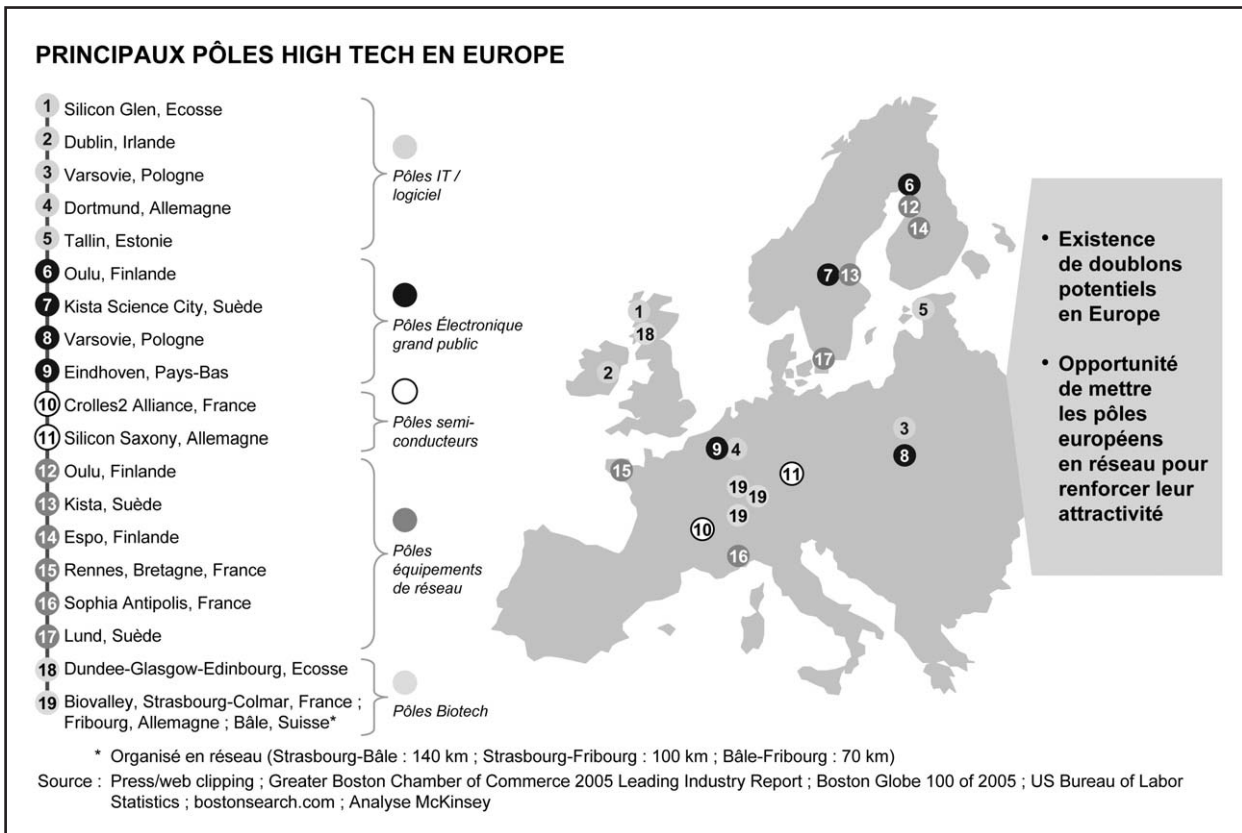 PRINCIPAUX PÔLES HIGH TECH EN EUROPE
1 Silicon Glen, Ecosse
2 Dublin, Irlande
3 Varsovie, Pologne
4 Dortmund, Allemagne
5 Tallin, Estonie
6 Oulu, Finlande
7 Kista Science City, Suède
8 Varsovie, Pologne
9 Eindhoven, Pays-Bas
10 Crolles2 Alliance, France
11 Silicon Saxony, Allemagne
12 Oulu, Finlande
13 Kista, Suède
14 Espo, Finlande
15 Rennes, Bretagne, France
16 Sophia Antipolis, France
17 Lund, Suède
18 Dundee-Glasgow-Edinbourg, Ecosse
19 Biovalley, Strasbourg-Colmar, France ;
Fribourg, Allemagne ; Bâle, Suisse*
Pôles IT /
logiciel
Pôles Électronique
grand public
Pôles semi-
conducteurs
Pôles
équipements
de réseau
Pôles Biotech
6
12
14
7 13
1
18
5
2
17
3
9 4
8
15
11
19
19
19
10
16
• Existence
de doublons
potentiels
en Europe
• Opportunité
de mettre
les pôles
européens
en réseau pour
renforcer leur
attractivité
* Organisé en réseau (Strasbourg-Bâle : 140 km ; Strasbourg-Fribourg : 100 km ; Bâle-Fribourg : 70 km)
Source : Press/web clipping ; Greater Boston Chamber of Commerce 2005 Leading Industry Report ; Boston Globe 100 of 2005 ; US Bureau of Labor
Statistics ; bostonsearch.com ; Analyse McKinsey